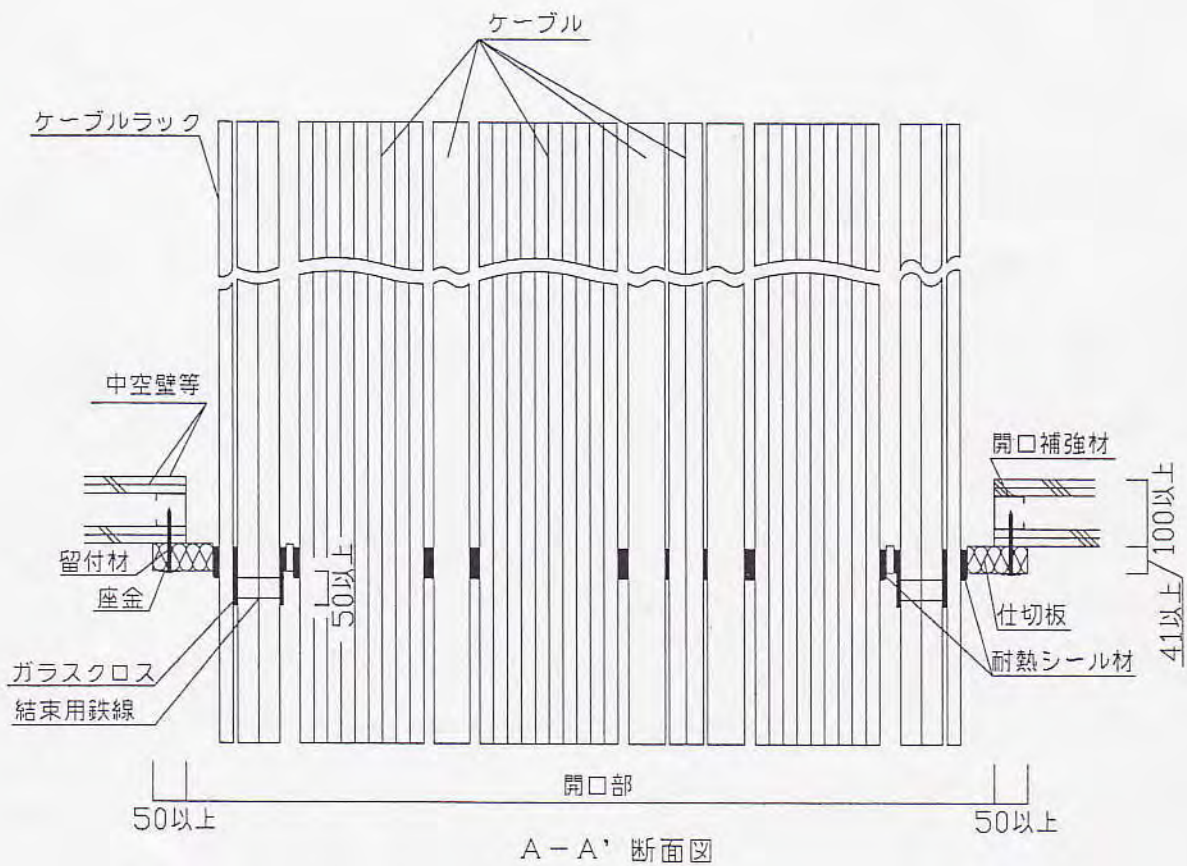 ケーブル
ケーブルラック
中空壁等
開口補強材
100以上
留付材
座金
50以上
仕切板
41以上
耐熱シール材
ガラスクロス
結束用鉄線
開口部
50以上
50以上
A-A' 断面図